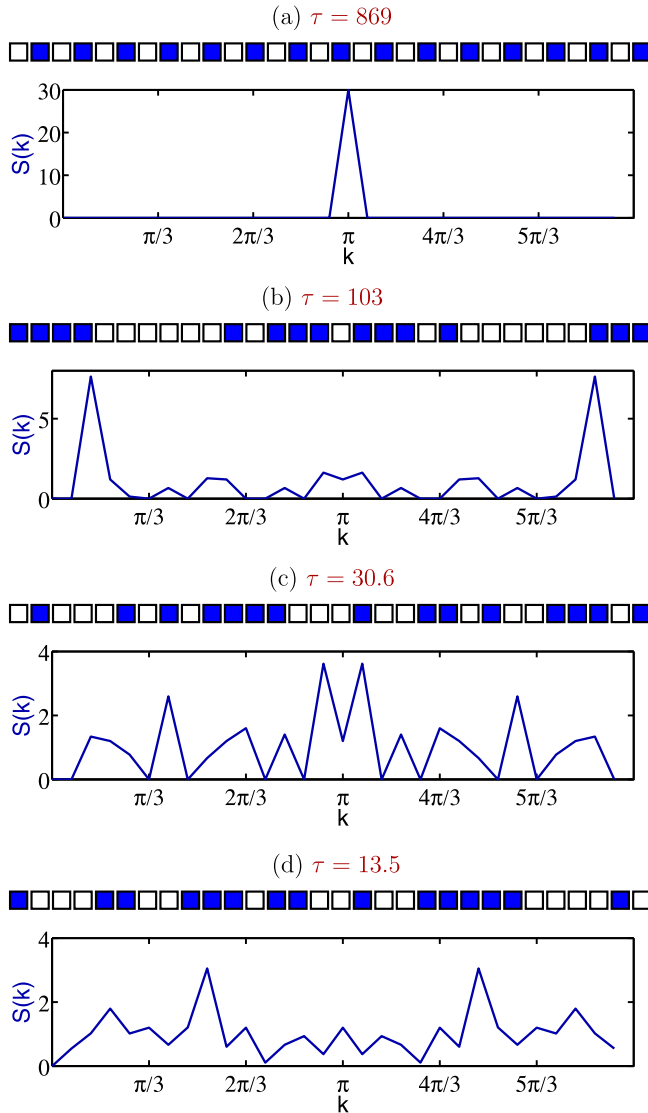 (a) τ = 869
30
20
10
0
S(k)
π/3 2π/3 π 4π/3 5π/3
k
(b) τ = 103
5
0
S(k)
π/3 2π/3 π 4π/3 5π/3
k
(c) τ = 30.6
4
2
0
S(k)
π/3 2π/3 π 4π/3 5π/3
k
(d) τ = 13.5
4
2
0
S(k)
π/3 2π/3 π 4π/3 5π/3
k